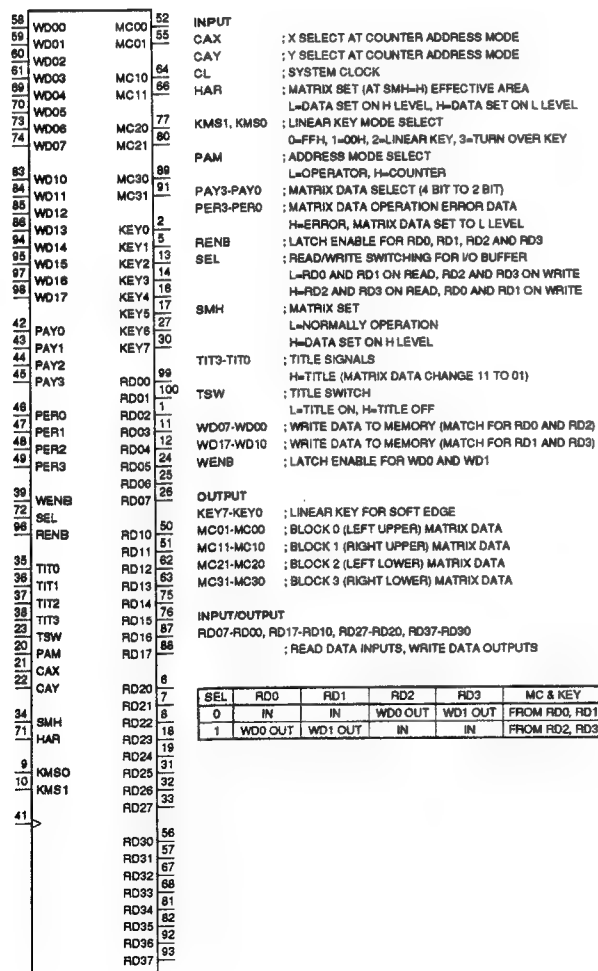 58 WD00
59 WD01
60 WD02
61 WD03
69 WD04
70 WD05
73 WD06
74 WD07
83 WD10
84 WD11
85 WD12
86 WD13
94 WD14
95 WD15
97 WD16
98 WD17
42 PAY0
43 PAY1
44 PAY2
45 PAY3
46 PER0
47 PER1
48 PER2
49 PER3
39 WENB
72 SEL
96 RENB
35 TIT0
36 TIT1
37 TIT2
38 TIT3
23 TSW
20 PAM
21 CAX
22 CAY
34 SMH
71 HAR
9 KMS0
10 KMS1
41
MC00 52
MC01 55
MC10 64
MC11 66
MC20 77
MC21 80
MC30 89
MC31 91
KEY0 2
KEY1 5
KEY2 13
KEY3 14
KEY4 16
KEY5 17
KEY6 27
KEY7 30
RD00 99
RD01 100
RD02 1
RD03 11
RD04 12
RD05 24
RD06 25
RD07 26
RD10 50
RD11 51
RD12 62
RD13 63
RD14 75
RD15 76
RD16 87
RD17 88
RD20 6
RD21 7
RD22 8
RD23 18
RD24 19
RD25 31
RD26 32
RD27 33
RD30 56
RD31 57
RD32 67
RD33 68
RD34 81
RD35 82
RD36 92
RD37 93
INPUT
CAX ; X SELECT AT COUNTER ADDRESS MODE
CAY ; Y SELECT AT COUNTER ADDRESS MODE
CL ; SYSTEM CLOCK
HAR ; MATRIX SET (AT SMH=H) EFFECTIVE AREA
L=DATA SET ON H LEVEL, H=DATA SET ON L LEVEL
KMS1, KMS0 ; LINEAR KEY MODE SELECT
0=FFH, 1=00H, 2=LINEAR KEY, 3=TURN OVER KEY
PAM ; ADDRESS MODE SELECT
L=OPERATOR, H=COUNTER
PAY3-PAY0 ; MATRIX DATA SELECT (4 BIT TO 2 BIT)
PER3-PER0 ; MATRIX DATA OPERATION ERROR DATA
H=ERROR, MATRIX DATA SET TO L LEVEL
RENB ; LATCH ENABLE FOR RD0, RD1, RD2 AND RD3
SEL ; READ/WRITE SWITCHING FOR I/O BUFFER
L=RD0 AND RD1 ON READ, RD2 AND RD3 ON WRITE
H=RD2 AND RD3 ON READ, RD0 AND RD1 ON WRITE
SMH ; MATRIX SET
L=NORMALLY OPERATION
H=DATA SET ON H LEVEL
TIT3-TIT0 ; TITLE SIGNALS
H=TITLE (MATRIX DATA CHANGE 11 TO 01)
TSW ; TITLE SWITCH
L=TITLE ON, H=TITLE OFF
WD07-WD00 ; WRITE DATA TO MEMORY (MATCH FOR RD0 AND RD2)
WD17-WD10 ; WRITE DATA TO MEMORY (MATCH FOR RD1 AND RD3)
WENB ; LATCH ENABLE FOR WD0 AND WD1
OUTPUT
KEY7-KEY0 ; LINEAR KEY FOR SOFT EDGE
MC01-MC00 ; BLOCK 0 (LEFT UPPER) MATRIX DATA
MC11-MC10 ; BLOCK 1 (RIGHT UPPER) MATRIX DATA
MC21-MC20 ; BLOCK 2 (LEFT LOWER) MATRIX DATA
MC31-MC30 ; BLOCK 3 (RIGHT LOWER) MATRIX DATA
INPUT/OUTPUT
RD07-RD00, RD17-RD10, RD27-RD20, RD37-RD30
; READ DATA INPUTS, WRITE DATA OUTPUTS
SEL RD0 RD1 RD2 RD3 MC & KEY
0 IN IN WD0 OUT WD1 OUT FROM RD0, RD1
1 WD0 OUT WD1 OUT IN IN FROM RD2, RD3